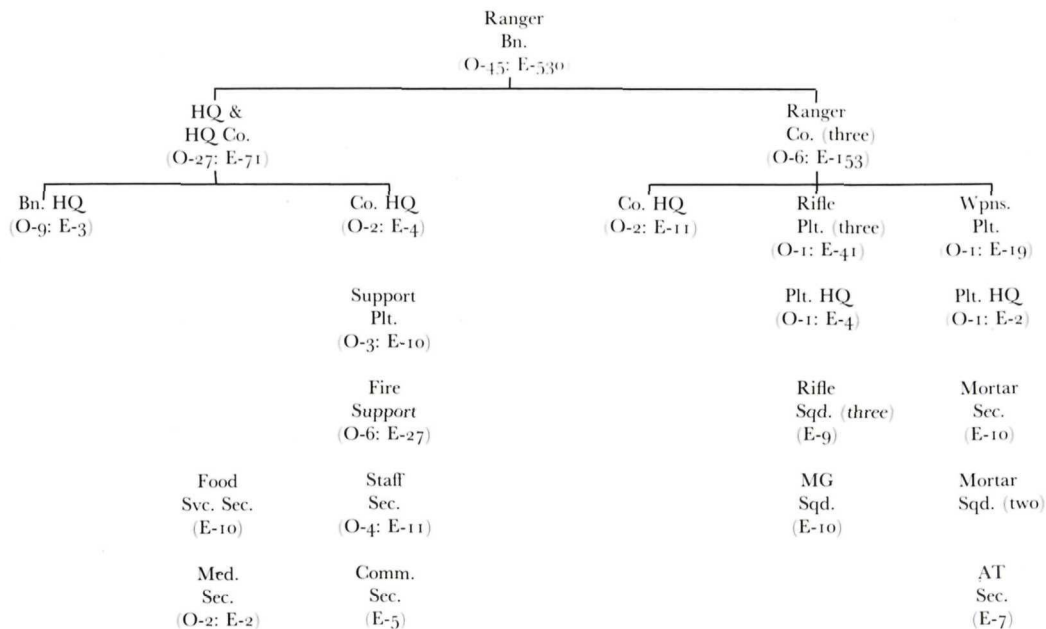 Ranger
Bn.
(O-45: E-530)
HQ &
HQ Co.
(O-27: E-71)
Ranger
Co. (three)
(O-6: E-153)
Bn. HQ
(O-9: E-3)
Co. HQ
(O-2: E-4)
Co. HQ
(O-2: E-11)
Rifle
Plt. (three)
(O-1: E-41)
Wpns.
Plt.
(O-1: E-19)
Support
Plt.
(O-3: E-10)
Plt. HQ
(O-1: E-4)
Plt. HQ
(O-1: E-2)
Fire
Support
(O-6: E-27)
Rifle
Sqd. (three)
(E-9)
Mortar
Sec.
(E-10)
Food
Svc. Sec.
(E-10)
Staff
Sec.
(O-4: E-11)
MG
Sqd.
(E-10)
Mortar
Sqd. (two)
Med.
Sec.
(O-2: E-2)
Comm.
Sec.
(E-5)
AT
Sec.
(E-7)